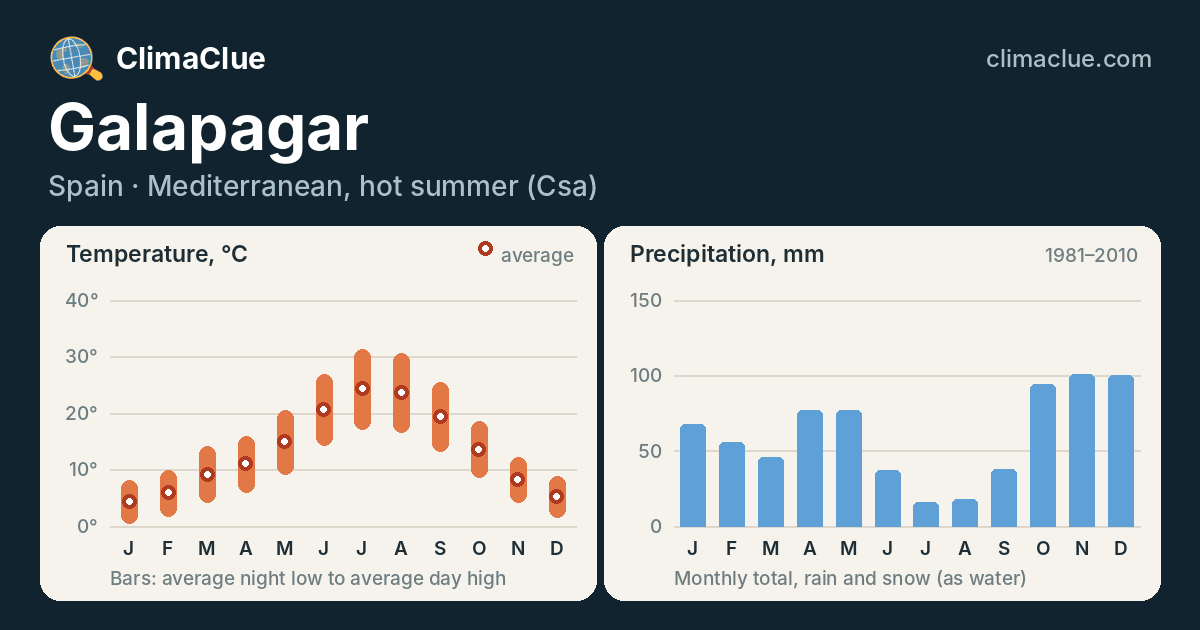 ClimaClue
climaclue.com
Galapagar
Spain · Mediterranean, hot summer (Csa)
Temperature, °C
average
40°
30°
20°
10°
0°
J F M A M J J A S O N D
Bars: average night low to average day high
Precipitation, mm
1981–2010
150
100
50
0
J F M A M J J A S O N D
Monthly total, rain and snow (as water)